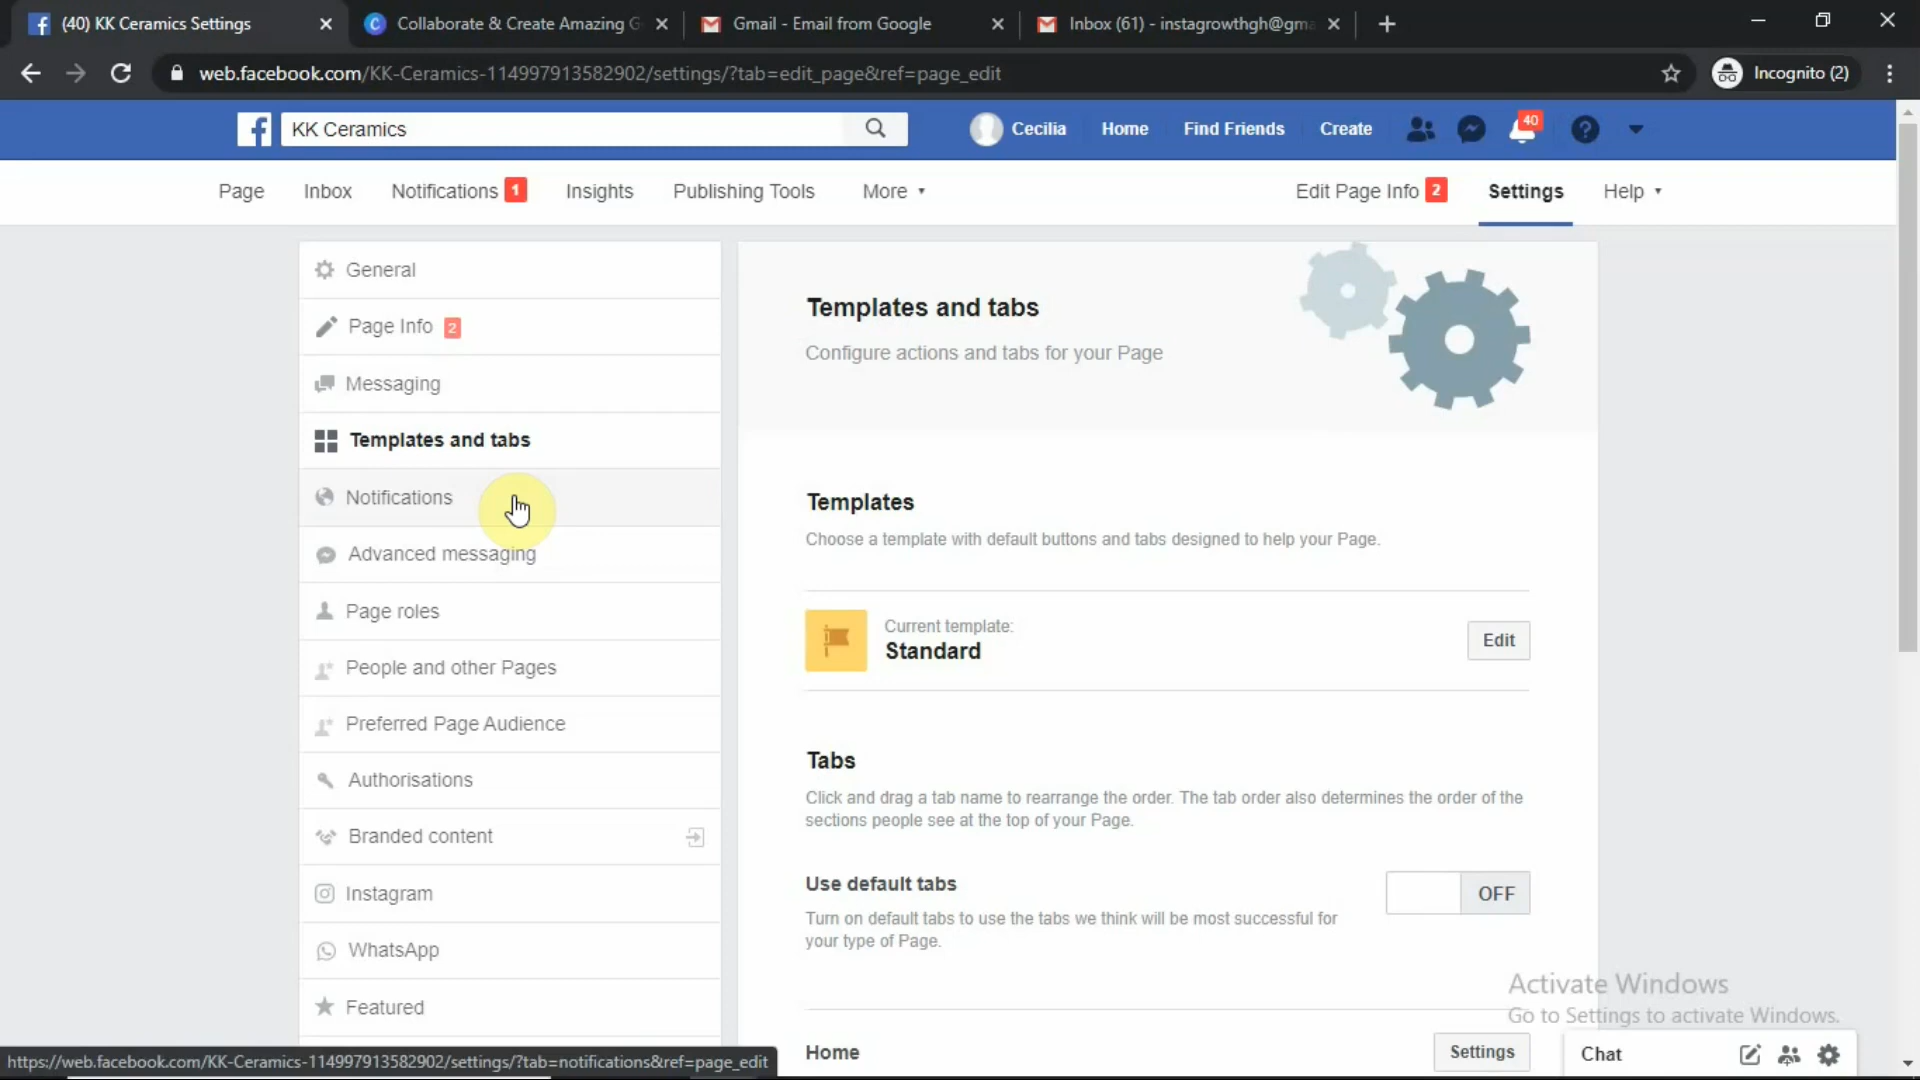 (40) KK Ceramics Settings
Collaborate & Create Amazing G
Gmail - Email from Google
Inbox (61) - instagrowthgh@gma
web.facebook.com/KK-Ceramics-114997913582902/settings/?tab=edit_page&ref=page_edit
Incognito (2)
KK Ceramics
Cecilia
Home
Find Friends
Create
40
Page
Inbox
Notifications 1
Insights
Publishing Tools
More
Edit Page Info 2
Settings
Help
General
Page Info 2
Messaging
Templates and tabs
Notifications
Advanced messaging
Page roles
People and other Pages
Preferred Page Audience
Authorisations
Branded content
Instagram
WhatsApp
Featured
Templates and tabs
Configure actions and tabs for your Page
Templates
Choose a template with default buttons and tabs designed to help your Page.
Current template:
Standard
Edit
Tabs
Click and drag a tab name to rearrange the order. The tab order also determines the order of the
sections people see at the top of your Page.
Use default tabs
OFF
Turn on default tabs to use the tabs we think will be most successful for
your type of Page.
Home
Settings
Activate Windows
Go to Settings to activate Windows.
Chat
https://web.facebook.com/KK-Ceramics-114997913582902/settings/?tab=notifications&ref=page_edit